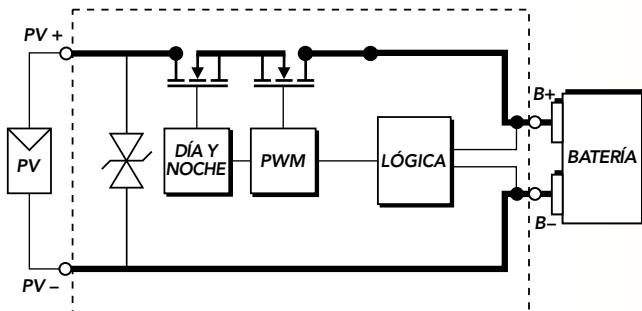 PV +
PV
DÍA Y
NOCHE
PWM
LÓGICA
B+
BATERÍA
B–
PV –